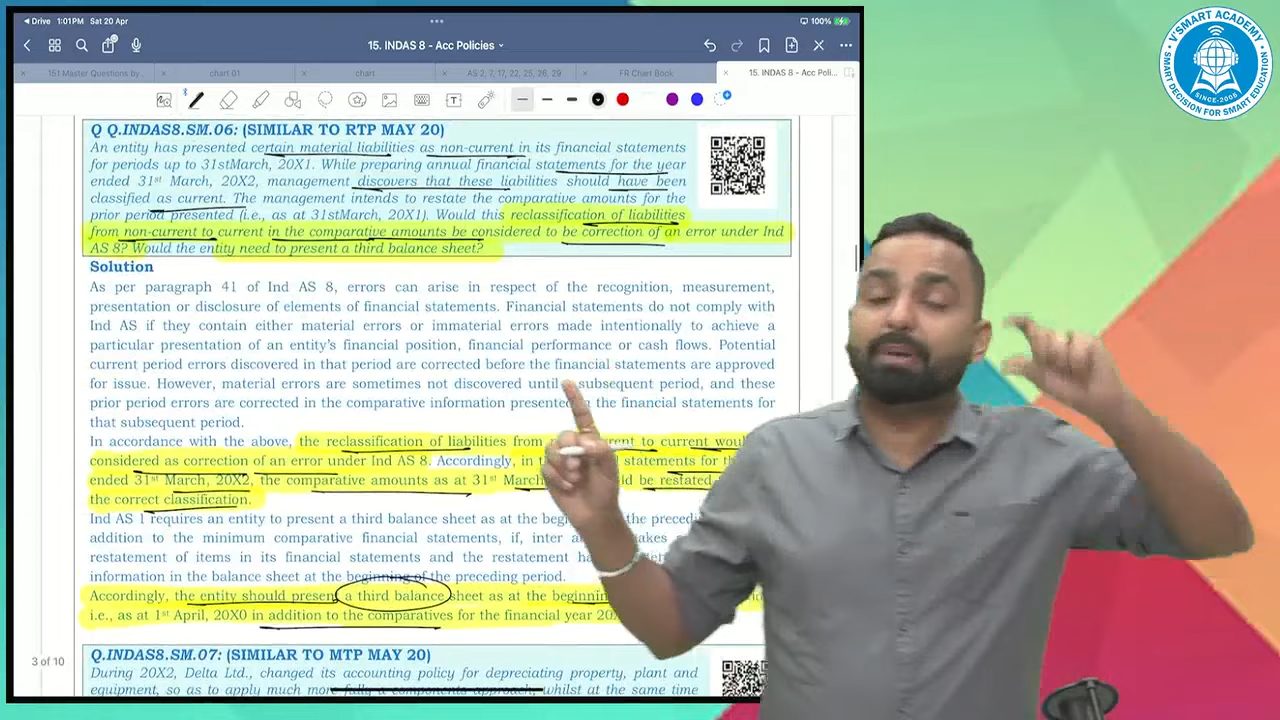 Drive 1:01 PM Sat 20 Apr
100%
15. INDAS 8 - Acc Policies
151 Master Questions by...
chart 01
chart
AS 2, 7, 17, 22, 25, 26, 29
FR Chart Book
15. INDAS 8 - Acc Poli...
Q Q.INDAS8.SM.06: (SIMILAR TO RTP MAY 20)
An entity has presented certain material liabilities as non-current in its financial statements
for periods up to 31stMarch, 20X1. While preparing annual financial statements for the year
ended 31st March, 20X2, management discovers that these liabilities should have been
classified as current. The management intends to restate the comparative amounts for the
prior period presented (i.e., as at 31stMarch, 20X1). Would this reclassification of liabilities
from non-current to current in the comparative amounts be considered to be correction of an error under Ind
AS 8? Would the entity need to present a third balance sheet?
Solution
As per paragraph 41 of Ind AS 8, errors can arise in respect of the recognition, measurement,
presentation or disclosure of elements of financial statements. Financial statements do not comply with
Ind AS if they contain either material errors or immaterial errors made intentionally to achieve a
particular presentation of an entity's financial position, financial performance or cash flows. Potential
current period errors discovered in that period are corrected before the financial statements are approved
for issue. However, material errors are sometimes not discovered until subsequent period, and these
prior period errors are corrected in the comparative information presented the financial statements for
that subsequent period.
In accordance with the above, the reclassification of liabilities from to current
considered as correction of an error under Ind AS 8. Accordingly, in statements for
ended 31st March, 20X2, the comparative amounts as at 31st March be restated
the correct classification.
Ind AS 1 requires an entity to present a third balance sheet as at the the
addition to the minimum comparative financial statements, if, inter
restatement of items in its financial statements and the restatement
information in the balance sheet at the beginning of the preceding period.
Accordingly, the entity should present a third balance sheet as at the
i.e., as at 1st April, 20X0 in addition to the comparatives for the financial year
3 of 10
Q.INDAS8.SM.07: (SIMILAR TO MTP MAY 20)
During 20X2, Delta Ltd., changed its accounting policy for depreciating property, plant and
equipment, so as to apply much more fully a components approach, whilst at the same time
V'SMART ACADEMY
SMART DECISION FOR SMART EDUCATION
SINCE-2008